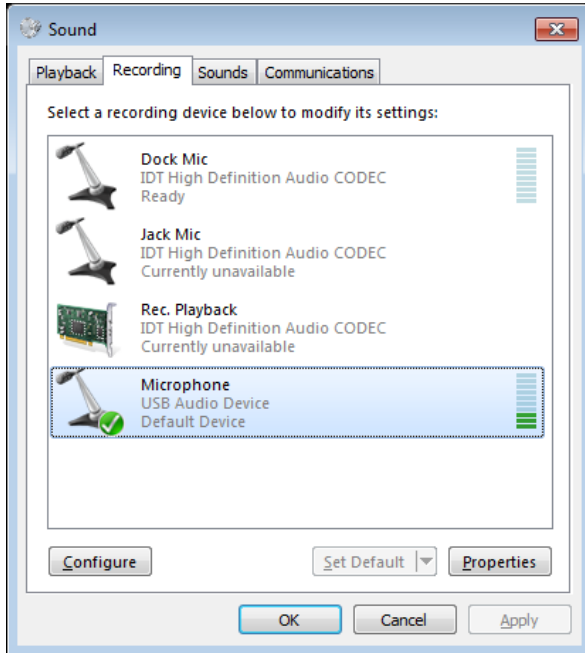 Sound
Playback Recording Sounds Communications
Select a recording device below to modify its settings:
Dock Mic
IDT High Definition Audio CODEC
Ready
Jack Mic
IDT High Definition Audio CODEC
Currently unavailable
Rec. Playback
IDT High Definition Audio CODEC
Currently unavailable
Microphone
USB Audio Device
Default Device
Configure Set Default Properties
OK Cancel Apply